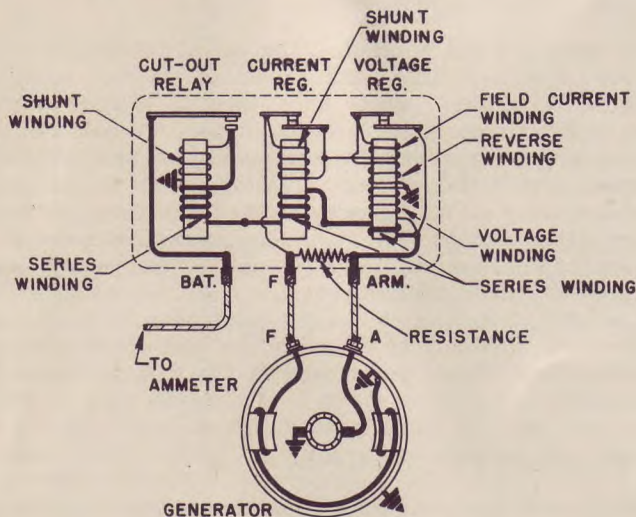 SHUNT
WINDING
CUT-OUT
RELAY
CURRENT
REG.
VOLTAGE
REG.
SHUNT
WINDING
FIELD CURRENT
WINDING
REVERSE
WINDING
VOLTAGE
WINDING
SERIES
WINDING
SERIES WINDING
BAT.
F
ARM.
RESISTANCE
F
A
TO
AMMETER
GENERATOR